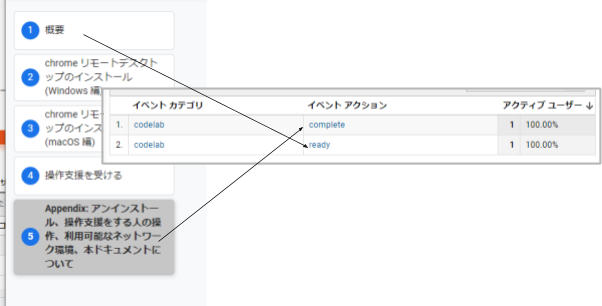 1 概要
2 chrome リモートデスクト
ップのインストール
(Windows 編)
3 chrome リモー
ップのインス
(macOS 編)
4 操作支援を受ける
5 Appendix: アンインストー
ル、操作支援をする人の操
作、利用可能なネットワー
ク環境、本ドキュメントに
ついて
イベント カテゴリ イベント アクション アクティブ ユーザー ↓
1. codelab complete 1 100.00%
2. codelab ready 1 100.00%